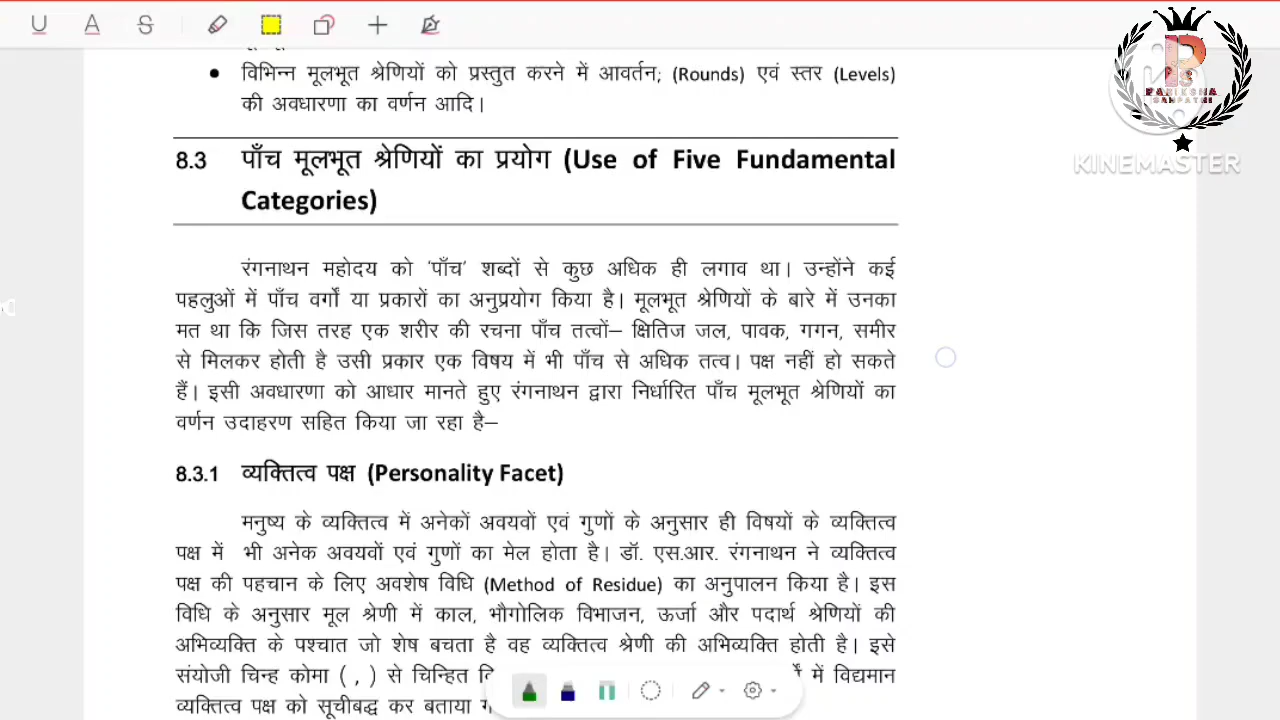 विभिन्न मूलभूत श्रेणियों को प्रस्तुत करने में आवर्तन; (Rounds) एवं स्तर (Levels)
की अवधारणा का वर्णन आदि।
8.3 पाँच मूलभूत श्रेणियों का प्रयोग (Use of Five Fundamental
Categories)
रंगनाथन महोदय को 'पाँच' शब्दों से कुछ अधिक ही लगाव था। उन्होंने कई
पहलुओं में पाँच वर्गों या प्रकारों का अनुप्रयोग किया है। मूलभूत श्रेणियों के बारे में उनका
मत था कि जिस तरह एक शरीर की रचना पाँच तत्वों– क्षितिज जल, पावक, गगन, समीर
से मिलकर होती है उसी प्रकार एक विषय में भी पाँच से अधिक तत्व। पक्ष नहीं हो सकते
हैं। इसी अवधारणा को आधार मानते हुए रंगनाथन द्वारा निर्धारित पाँच मूलभूत श्रेणियों का
वर्णन उदाहरण सहित किया जा रहा है–
8.3.1 व्यक्तित्व पक्ष (Personality Facet)
मनुष्य के व्यक्तित्व में अनेकों अवयवों एवं गुणों के अनुसार ही विषयों के व्यक्तित्व
पक्ष में भी अनेक अवयवों एवं गुणों का मेल होता है। डॉ. एस.आर. रंगनाथन ने व्यक्तित्व
पक्ष की पहचान के लिए अवशेष विधि (Method of Residue) का अनुपालन किया है। इस
विधि के अनुसार मूल श्रेणी में काल, भौगोलिक विभाजन, ऊर्जा और पदार्थ श्रेणियों की
अभिव्यक्ति के पश्चात जो शेष बचता है वह व्यक्तित्व श्रेणी की अभिव्यक्ति होती है। इसे
संयोजी चिन्ह कोमा ( , ) से चिन्हित में विद्यमान
व्यक्तित्व पक्ष को सूचीबद्ध कर बताया
PARIKSHA
KINEMASTER